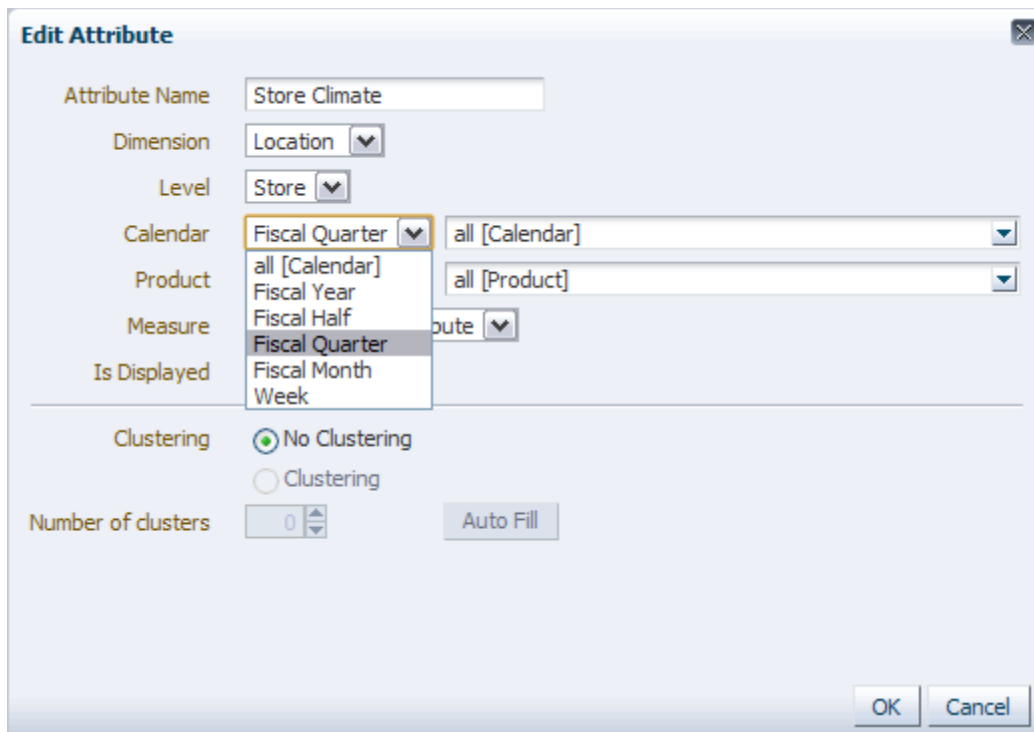 Edit Attribute
Attribute Name Store Climate
Dimension Location
Level Store
Calendar Fiscal Quarter all [Calendar]
all [Calendar]
Fiscal Year
Fiscal Half
Fiscal Quarter
Fiscal Month
Week
Product all [Product]
Measure
Is Displayed
Clustering No Clustering
Clustering
Number of clusters 0 Auto Fill
OK Cancel